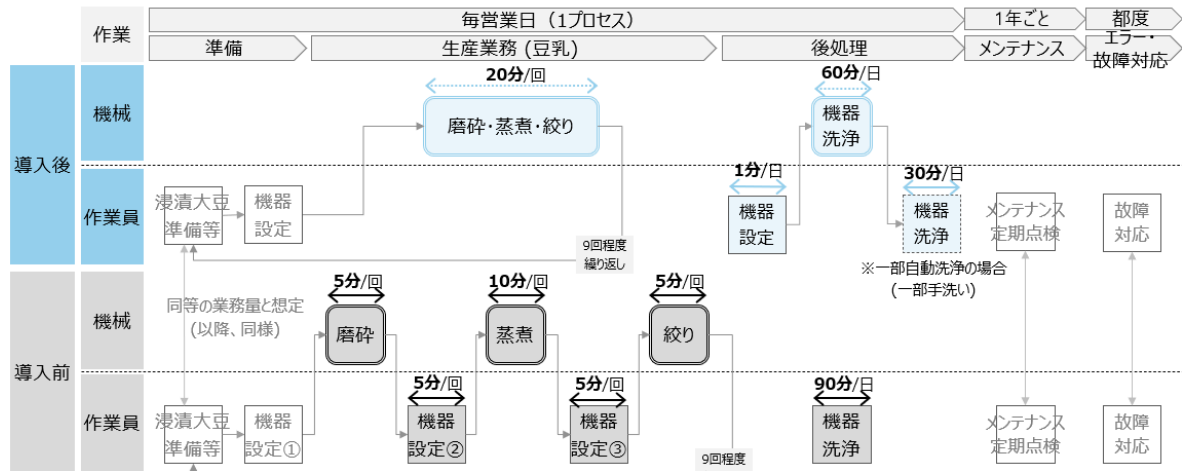 作業
毎営業日（1プロセス）
1年ごと
都度
準備
生産業務 (豆乳)
後処理
メンテナンス
エラー・
故障対応
導入後
機械
20分/回
磨砕・蒸煮・絞り
60分/日
機器
洗浄
作業員
浸漬大豆
準備等
機器
設定
1分/日
機器
設定
30分/日
機器
洗浄
※一部自動洗浄の場合
(一部手洗い)
メンテナンス
定期点検
故障
対応
9回程度
繰り返し
同等の業務量と想定
(以降、同様)
導入前
機械
5分/回
磨砕
10分/回
蒸煮
5分/回
絞り
作業員
浸漬大豆
準備等
機器
設定①
5分/回
機器
設定②
5分/回
機器
設定③
9回程度
90分/日
機器
洗浄
メンテナンス
定期点検
故障
対応